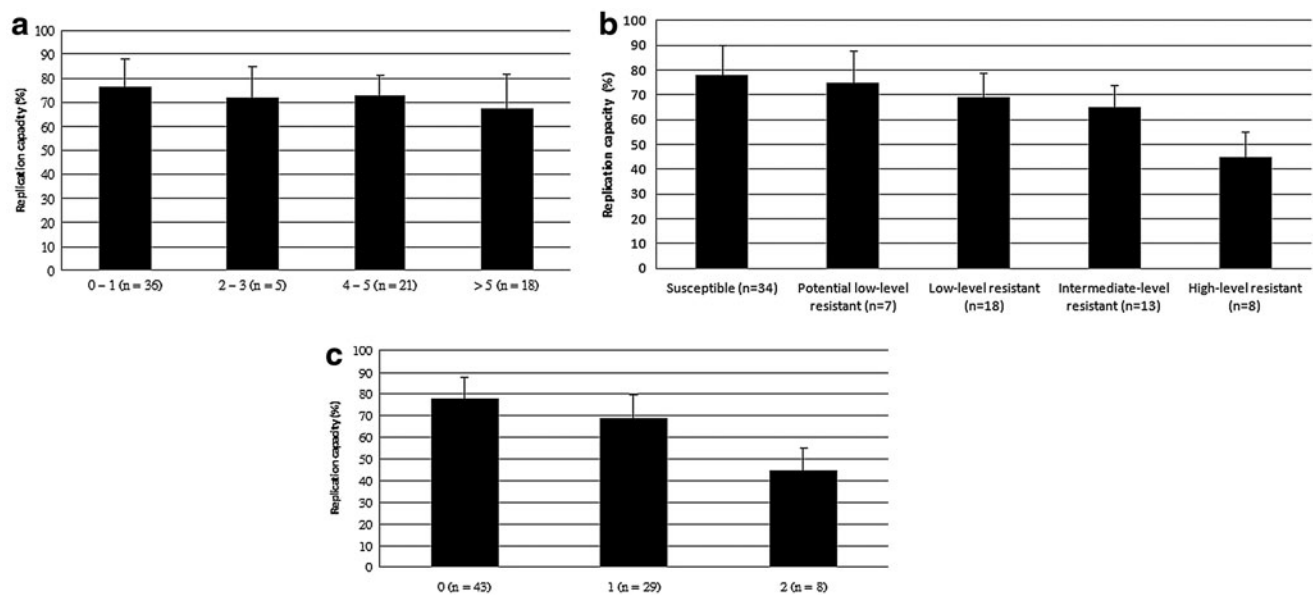 a
Replication capadity (%)
100
90
80
70
60
50
40
30
20
10
0
0 – 1 (n = 36)
2 – 3 (n = 5)
4 – 5 (n = 21)
> 5 (n = 18)
b
Replication capacity (%)
100
90
80
70
60
50
40
30
20
10
0
Susceptible (n=34)
Potential low-level
resistant (n=7)
Low-level resistant
(n=18)
Intermediate-level
resistant (n=13)
High-level resistant
(n=8)
c
Replication capacity (%)
100
90
80
70
60
50
40
30
20
10
0
0 (n = 43)
1 (n = 29)
2 (n = 8)